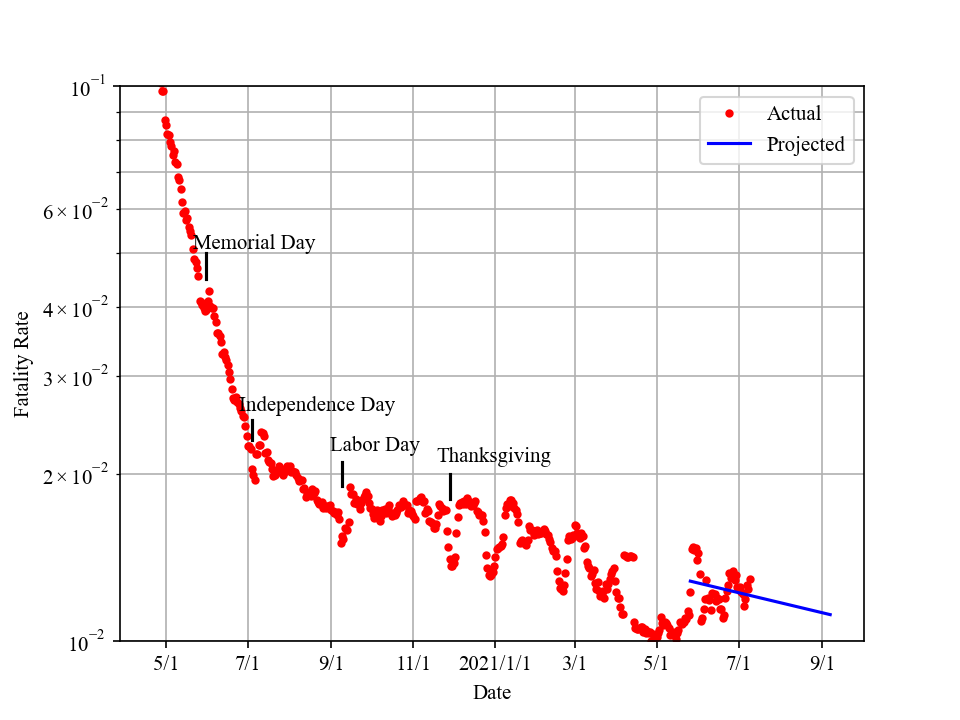 10⁻¹
Actual
Projected
6 × 10⁻²
Memorial Day
4 × 10⁻²
3 × 10⁻²
Independence Day
Labor Day
Thanksgiving
2 × 10⁻²
10⁻²
Fatality Rate
5/1 7/1 9/1 11/1 2021/1/1 3/1 5/1 7/1 9/1
Date